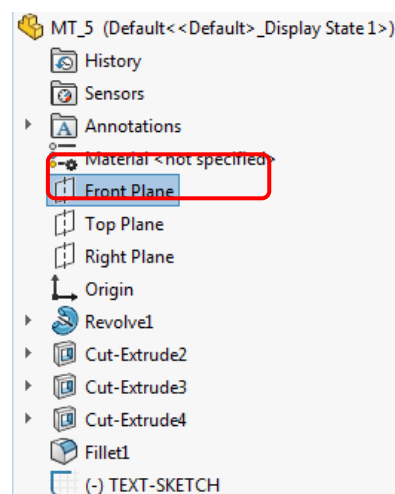 MT_5 (Default<<Default>_Display State 1>)
History
Sensors
Annotations
Material <not specified>
Front Plane
Top Plane
Right Plane
Origin
Revolve1
Cut-Extrude2
Cut-Extrude3
Cut-Extrude4
Fillet1
(-) TEXT-SKETCH